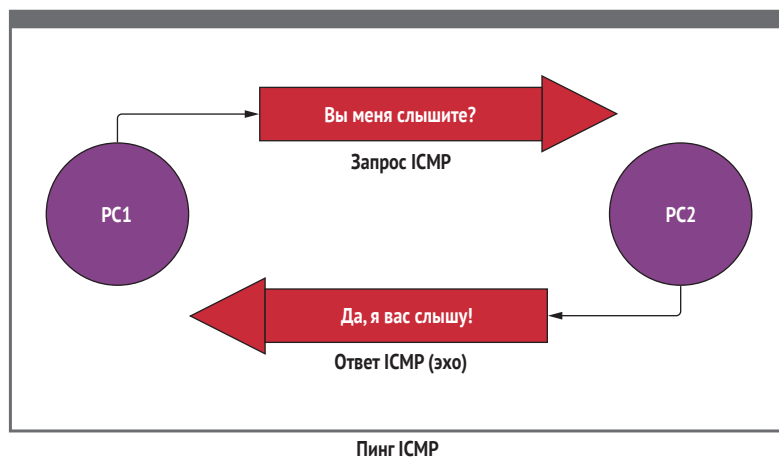 Вы меня слышите?
Запрос ICMP
PC1
PC2
Да, я вас слышу!
Ответ ICMP (эхо)
Пинг ICMP